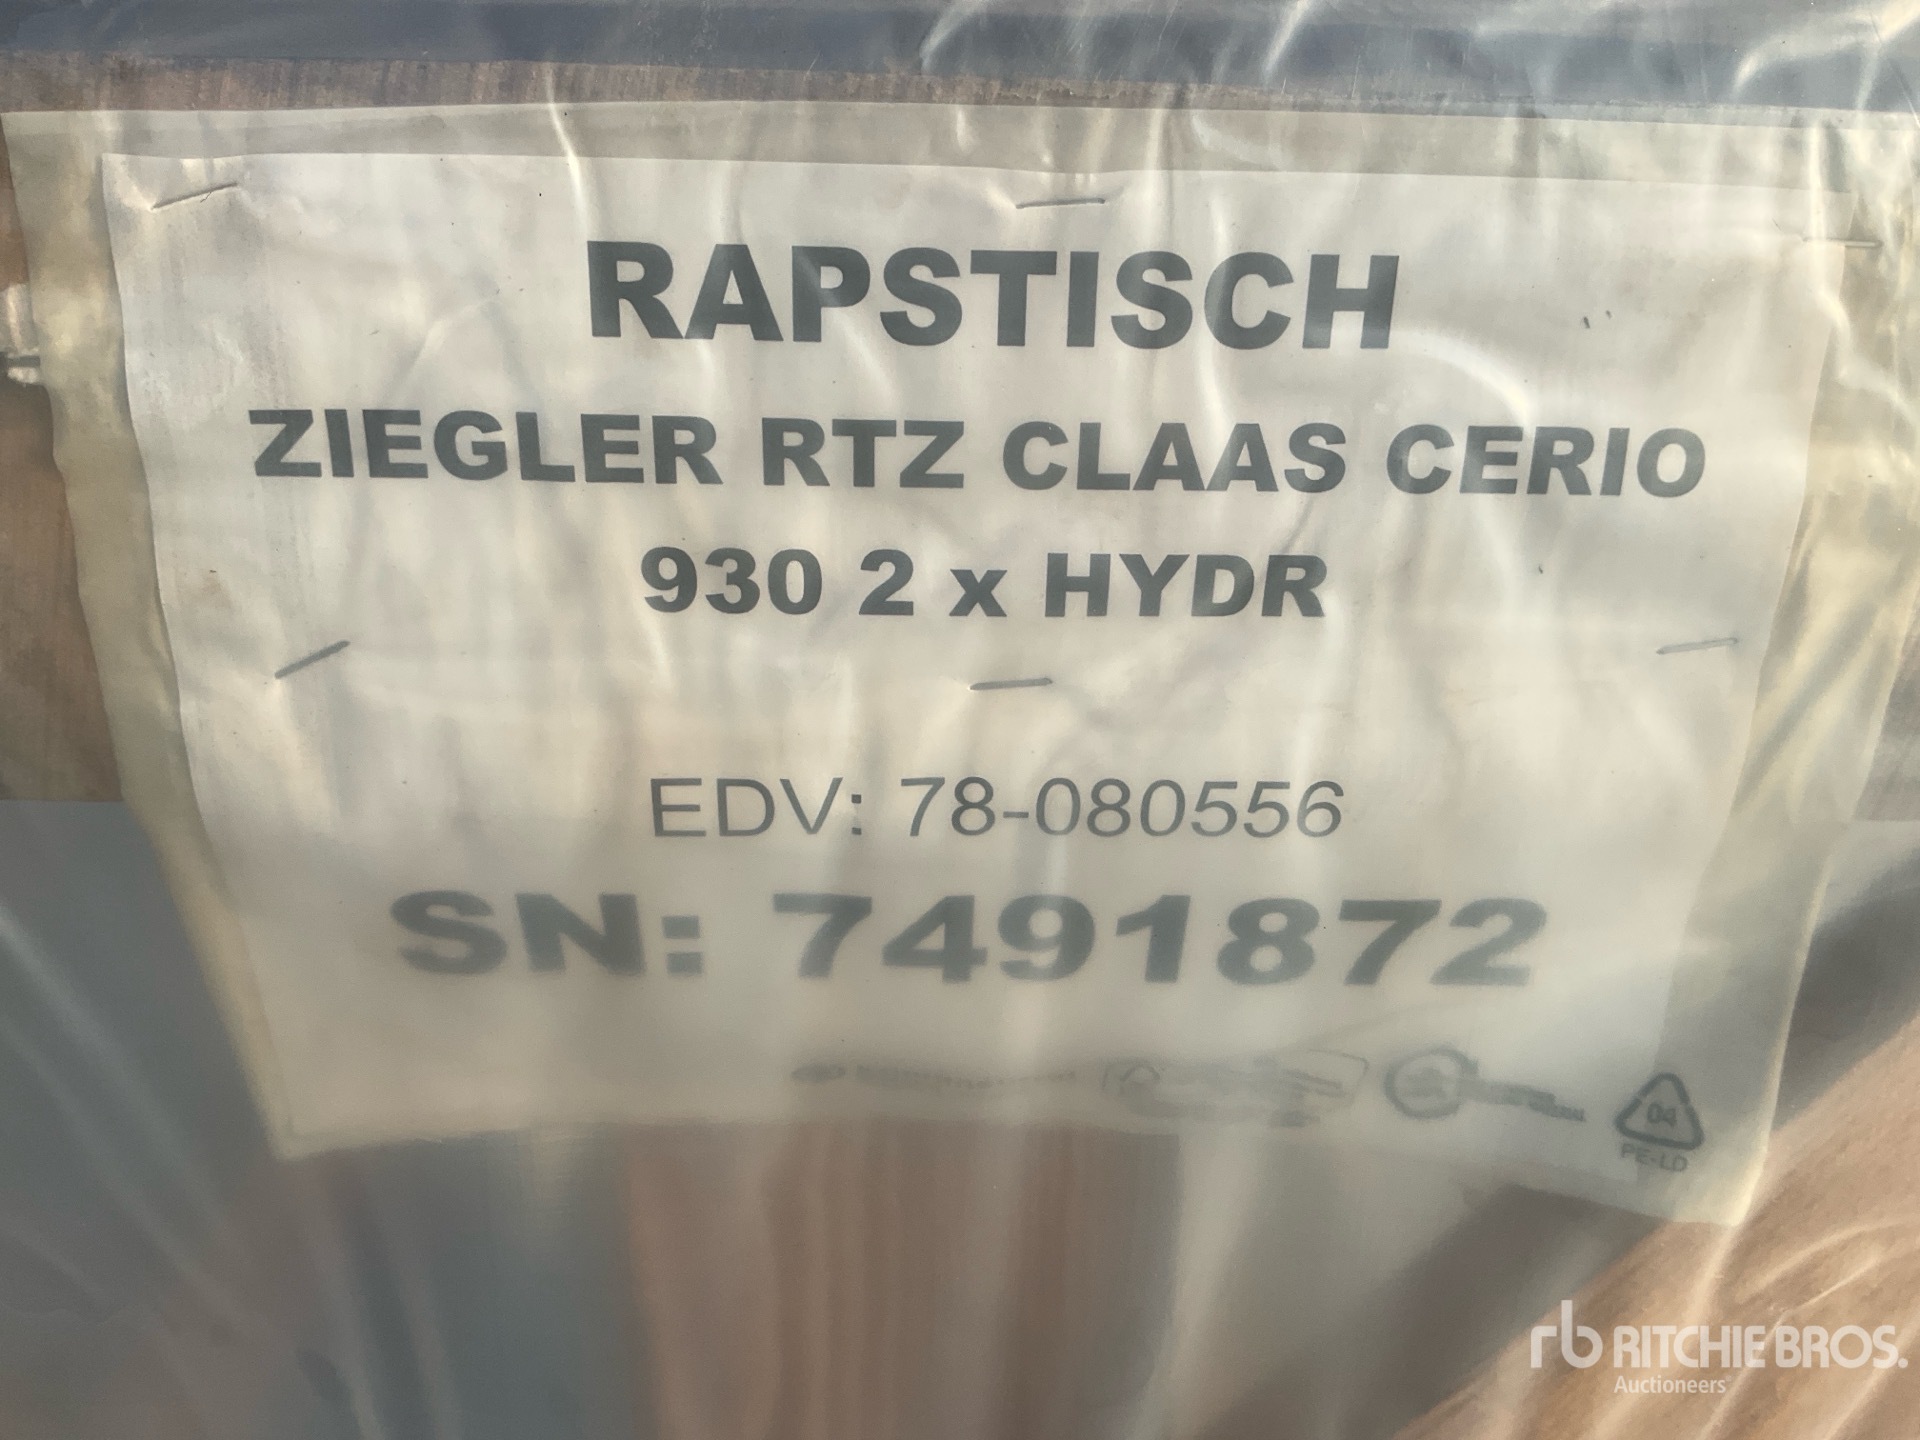 RAPSTISCH
ZIEGLER RTZ CLAAS CERIO
930 2 x HYDR
EDV: 78-080556
SN: 7491872
04
PE-LD
rb RITCHIE BROS.
Auctioneers